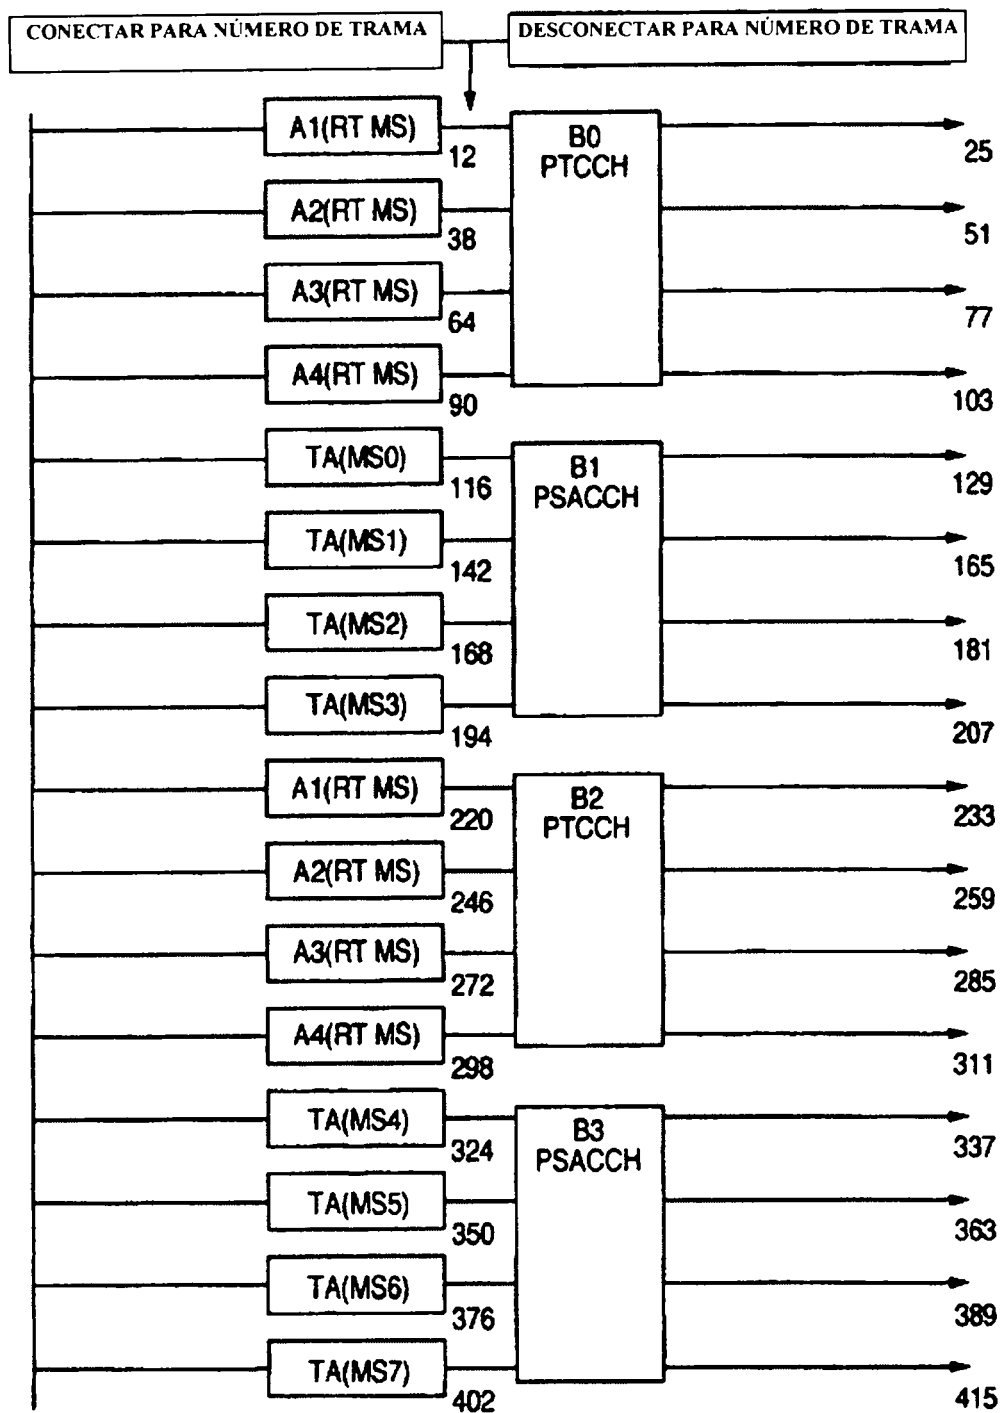 CONECTAR PARA NÚMERO DE TRAMA
DESCONECTAR PARA NÚMERO DE TRAMA
A1(RT MS)
12
B0
PTCCH
25
A2(RT MS)
38
51
A3(RT MS)
64
77
A4(RT MS)
90
103
TA(MS0)
116
B1
PSACCH
129
TA(MS1)
142
165
TA(MS2)
168
181
TA(MS3)
194
207
A1(RT MS)
220
B2
PTCCH
233
A2(RT MS)
246
259
A3(RT MS)
272
285
A4(RT MS)
298
311
TA(MS4)
324
B3
PSACCH
337
TA(MS5)
350
363
TA(MS6)
376
389
TA(MS7)
402
415